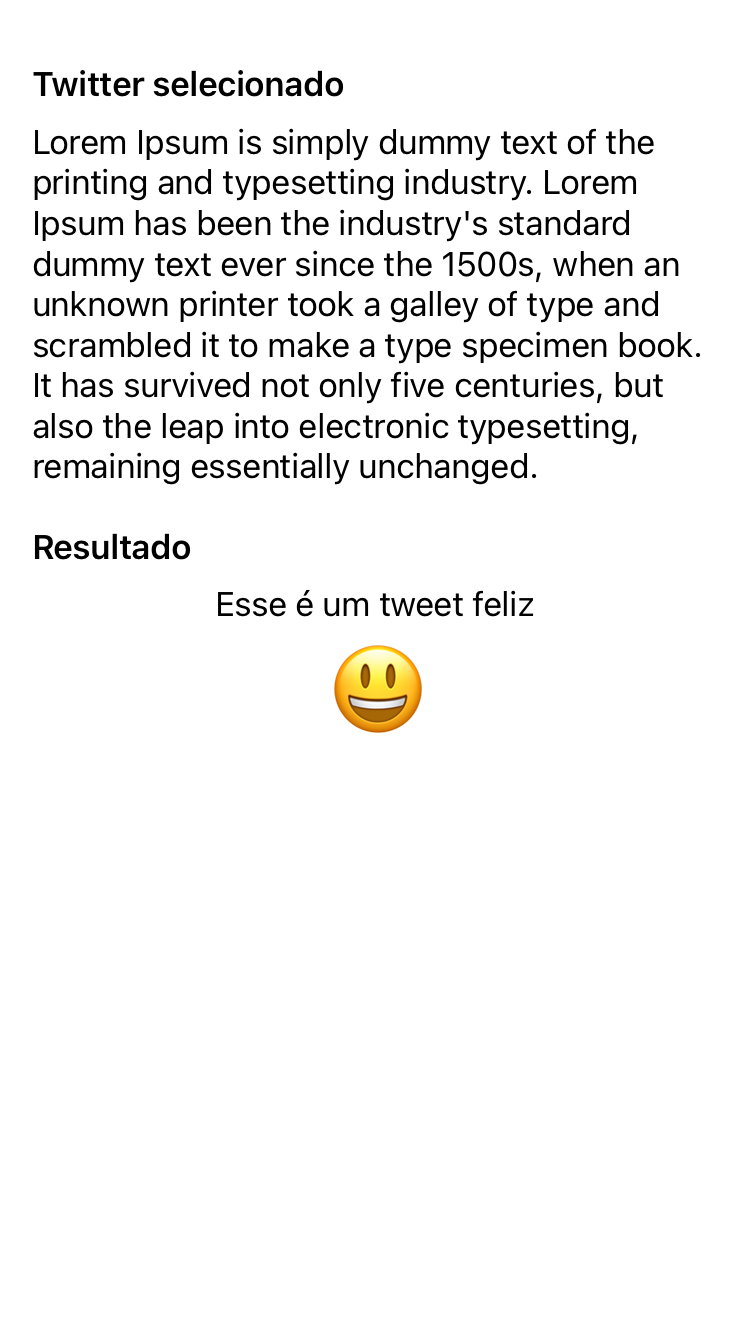 Twitter selecionado
Lorem Ipsum is simply dummy text of the
printing and typesetting industry. Lorem
Ipsum has been the industry's standard
dummy text ever since the 1500s, when an
unknown printer took a galley of type and
scrambled it to make a type specimen book.
It has survived not only five centuries, but
also the leap into electronic typesetting,
remaining essentially unchanged.
Resultado
Esse é um tweet feliz